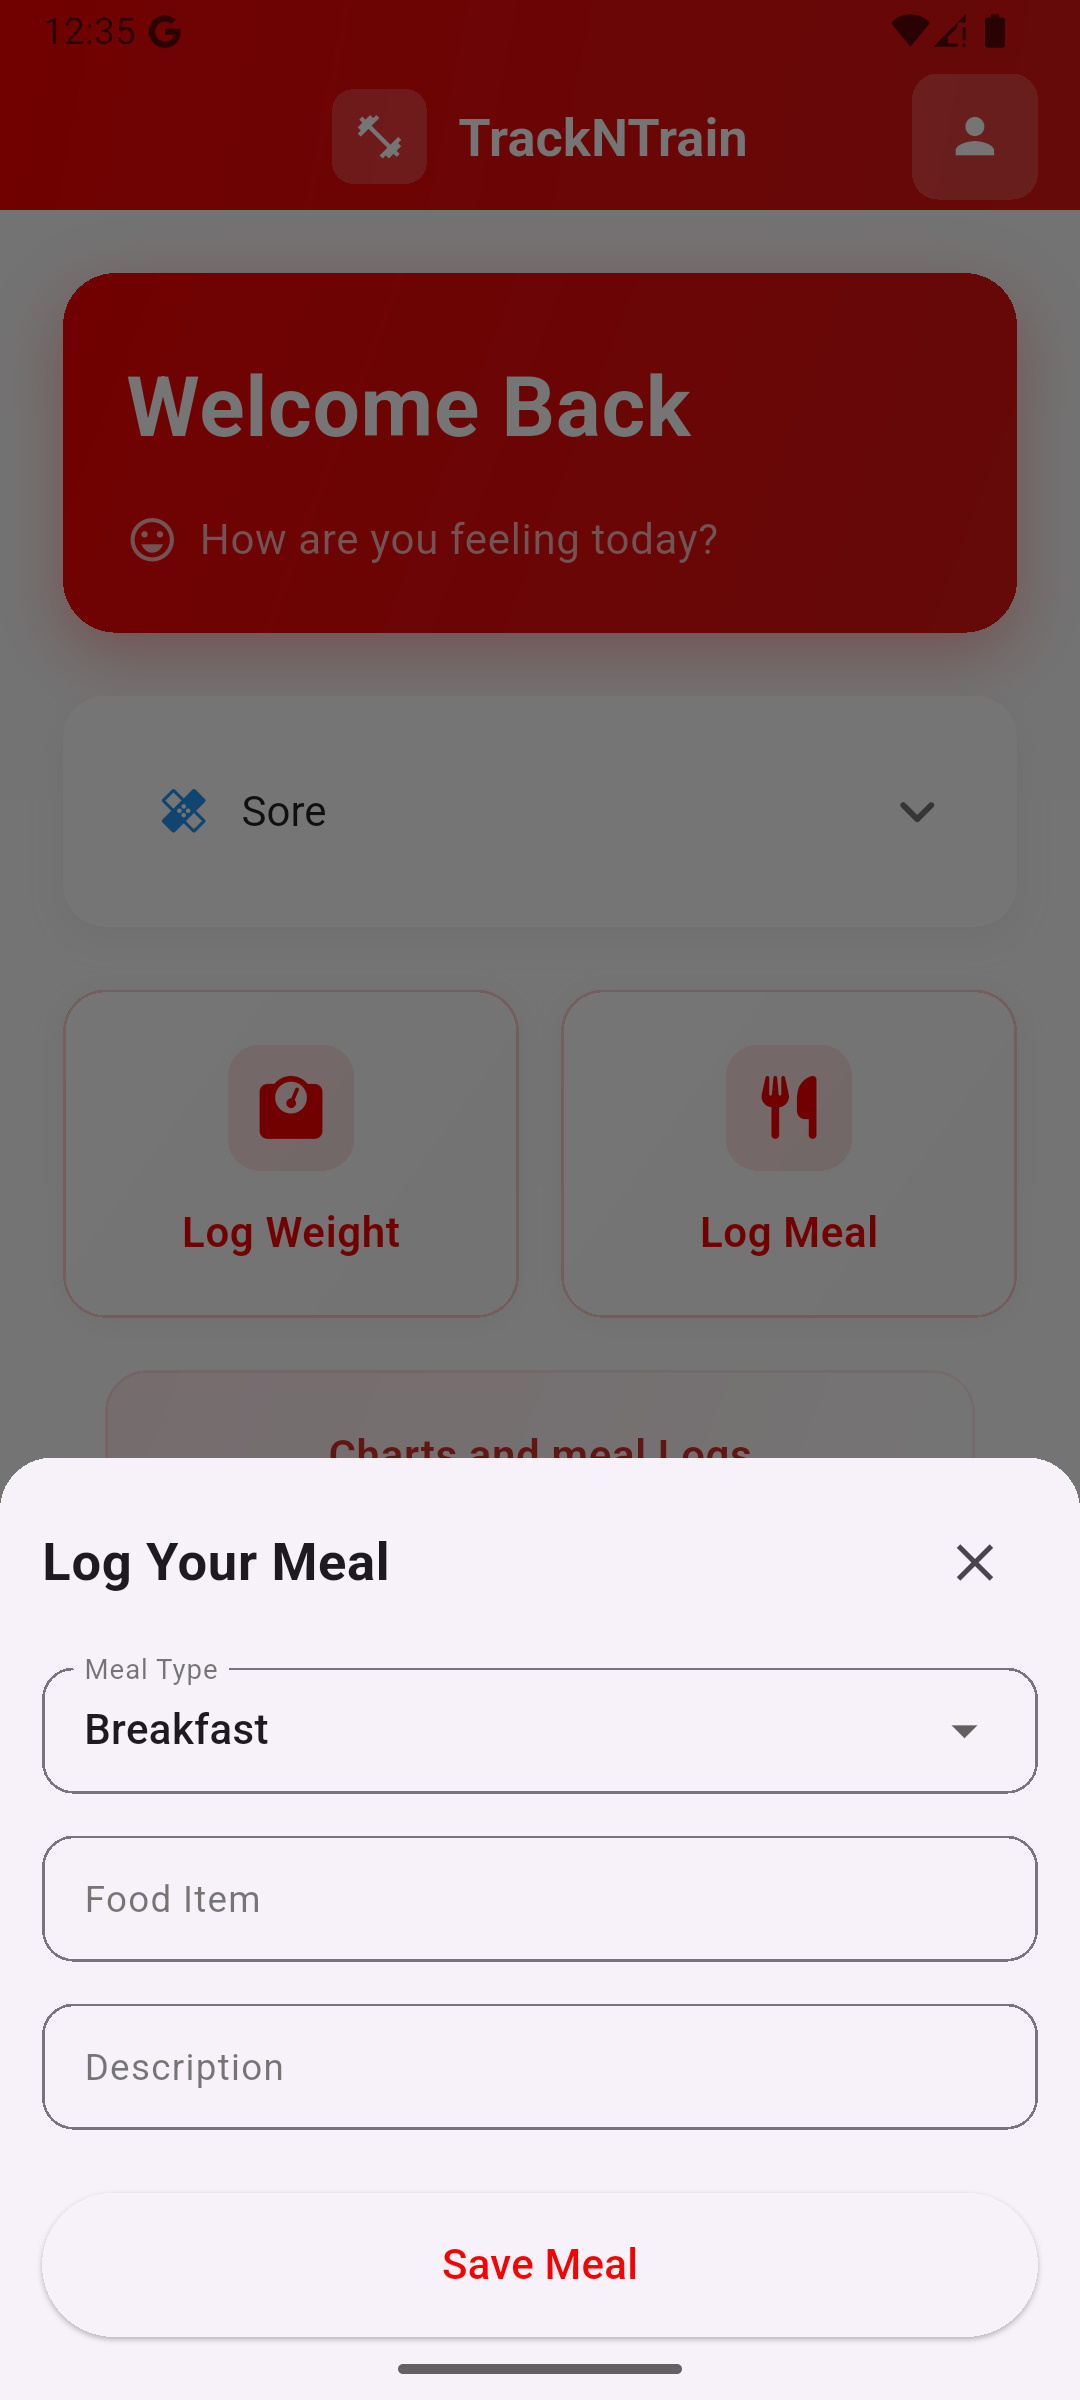 12:35
TrackNTrain
Welcome Back
How are you feeling today?
Sore
Log Weight
Log Meal
Charts and meal Logs
Log Your Meal
Meal Type
Breakfast
Food Item
Description
Save Meal